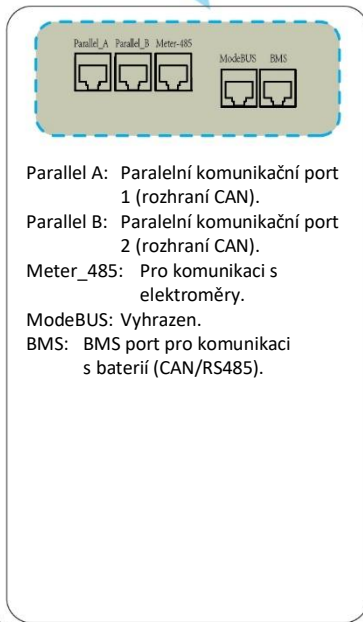 Parallel_A Parallel_B Meter-485
ModeBUS BMS
Parallel A: Paralelní komunikační port
1 (rozhraní CAN).
Parallel B: Paralelní komunikační port
2 (rozhraní CAN).
Meter_485: Pro komunikaci s
elektroměry.
ModeBUS: Vyhrazen.
BMS: BMS port pro komunikaci
s baterií (CAN/RS485).